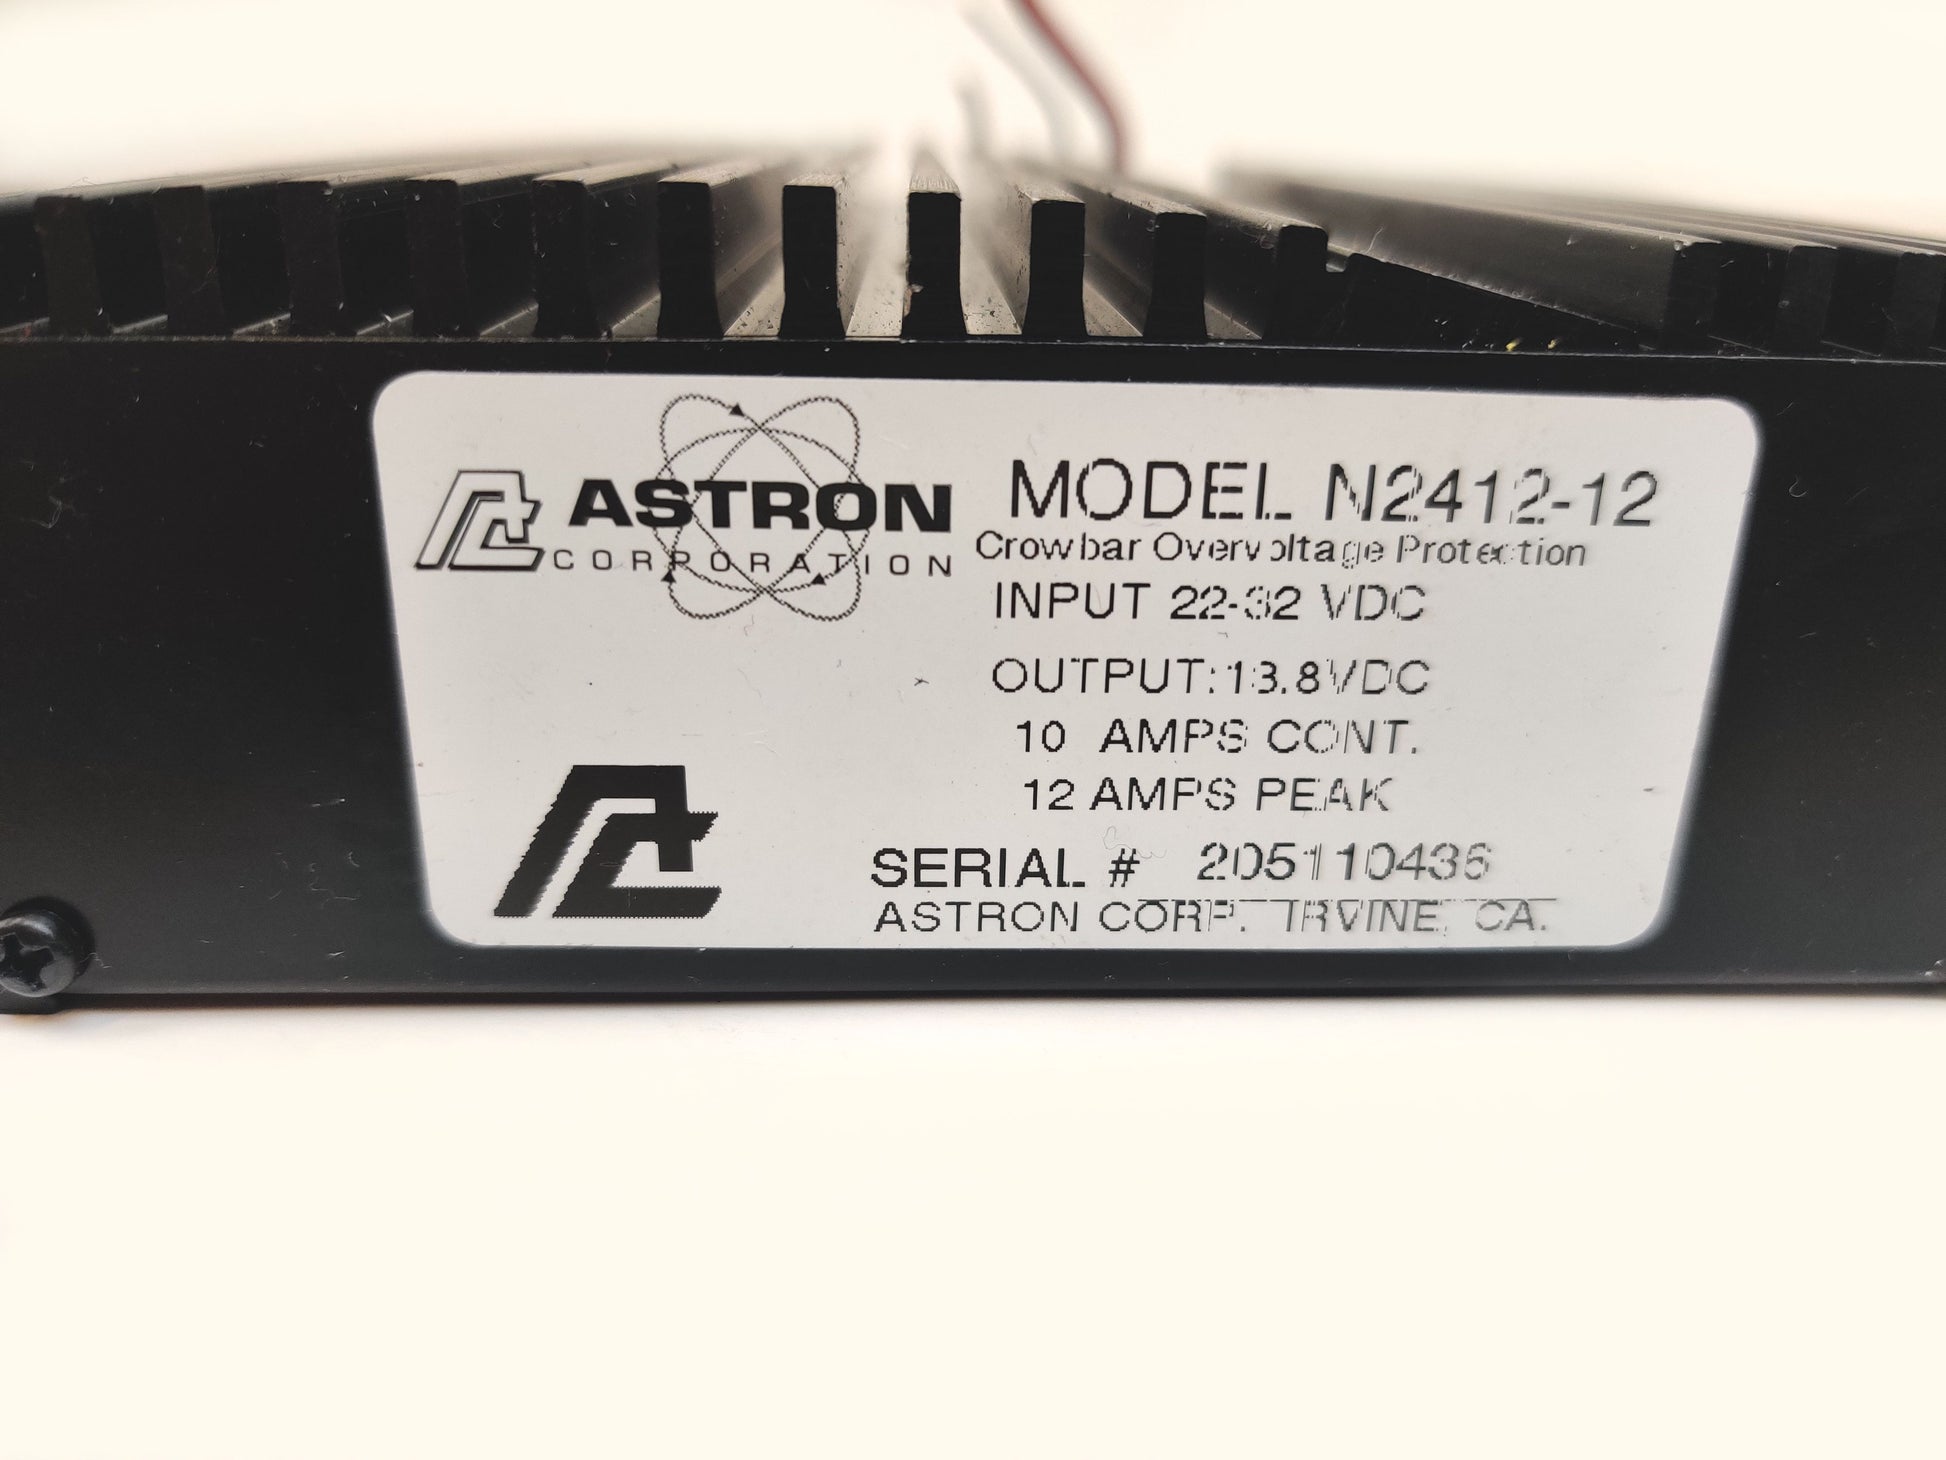 ASTRON
CORPORATION
MODEL N2412-12
Crowbar Overvoltage Protection
INPUT 22-32 VDC
OUTPUT:13.8VDC
10 AMPS CONT.
12 AMPS PEAK
SERIAL # 205110436
ASTRON CORP. IRVINE, CA.